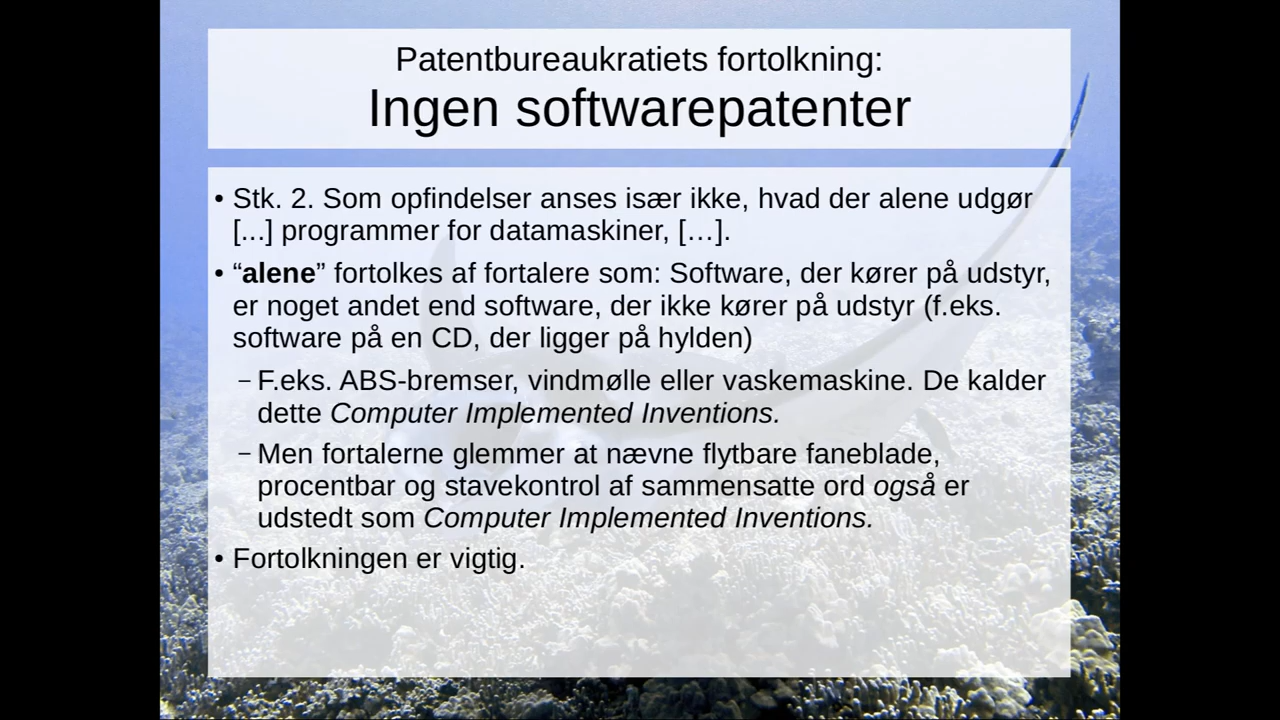 Patentbureaukratiets fortolkning:
Ingen softwarepatenter
• Stk. 2. Som opfindelser anses især ikke, hvad der alene udgør
[...] programmer for datamaskiner, […].
• “alene” fortolkes af fortalere som: Software, der kører på udstyr,
er noget andet end software, der ikke kører på udstyr (f.eks.
software på en CD, der ligger på hylden)
– F.eks. ABS-bremser, vindmølle eller vaskemaskine. De kalder
dette Computer Implemented Inventions.
– Men fortalerne glemmer at nævne flytbare faneblade,
procentbar og stavekontrol af sammensatte ord også er
udstedt som Computer Implemented Inventions.
• Fortolkningen er vigtig.